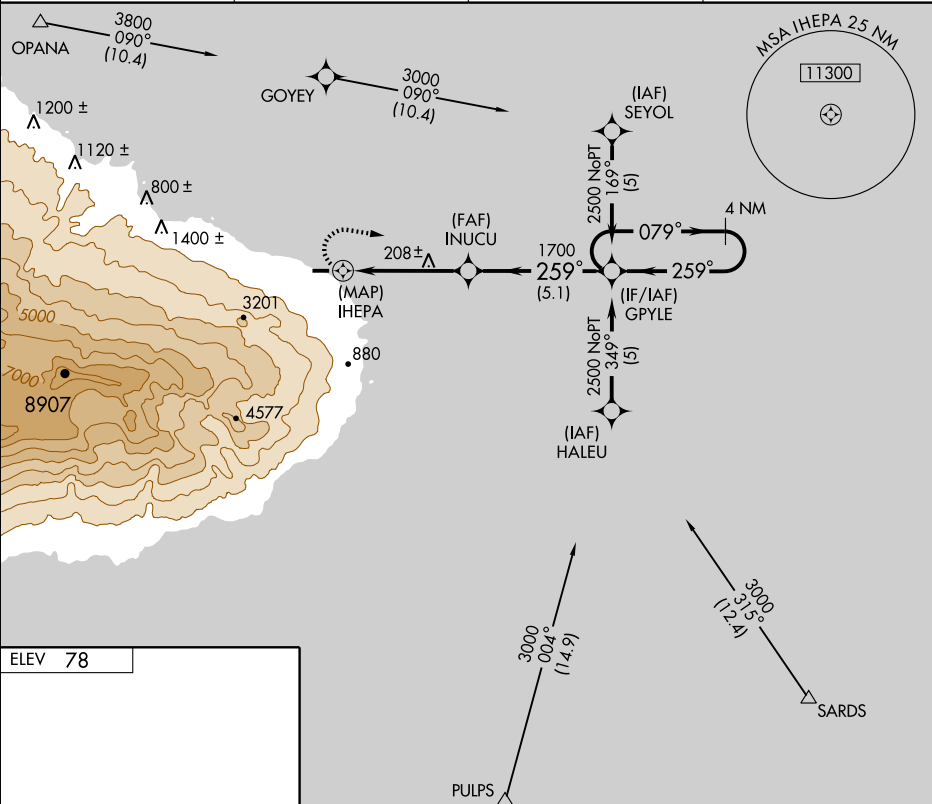 3800
090°
(10.4)
OPANA
3000
090°
(10.4)
GOYEY
MSA IHEPA 25 NM
11300
(IAF)
SEYOL
2500 NoPT
169°
(5)
1200 ±
1120 ±
800 ±
1400 ±
4 NM
079°
(FAF)
INUCU
208 ±
1700
259°
(5.1)
259°
(MAP)
IHEPA
(IF/IAF)
GPYLE
3201
5000
880
7000
8907
4577
2500 NoPT
349°
(5)
(IAF)
HALEU
3000
315°
(12.4)
3000
004°
(14.9)
ELEV 78
SARDS
PULPS